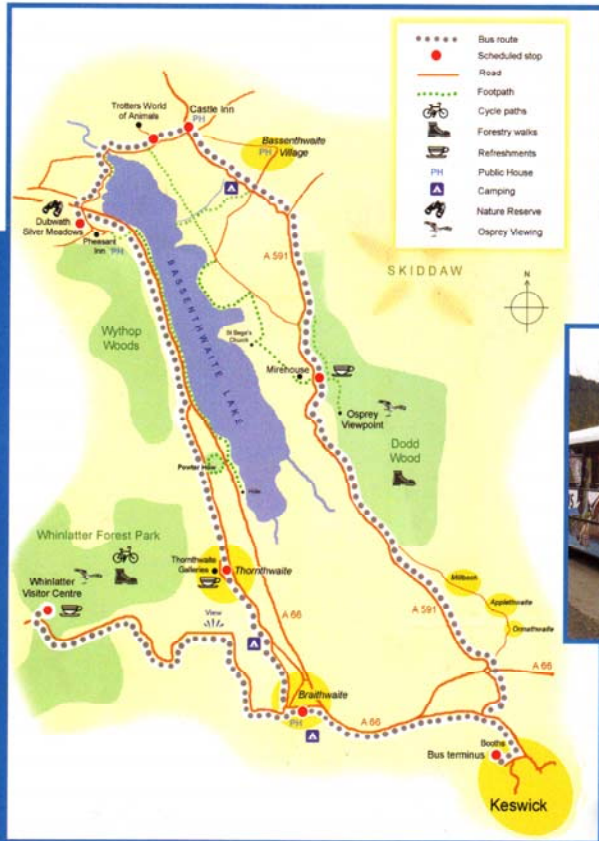 Bus route
Scheduled stop
Road
Footpath
Cycle paths
Forestry walks
Refreshments
PH Public House
Camping
Nature Reserve
Osprey Viewing
Trotters World
of Animals
Castle Inn
PH
Bassenthwaite
PH Village
Dubwath
Silver Meadows
Pheasant
Inn PH
A 591
SKIDDAW
N
BASSENTHWAITE LAKE
Wythop
Woods
St Bega's
Church
Mirehouse
Osprey
Viewpoint
Dodd
Wood
Powter How
Hide
Whinlatter Forest Park
Whinlatter
Visitor Centre
Thornthwaite
Galleries
Thornthwaite
View
A 66
Millbeck
Applethwaite
Ormathwaite
A 591
A 66
Braithwaite
PH
A 66
Booths
Bus terminus
Keswick